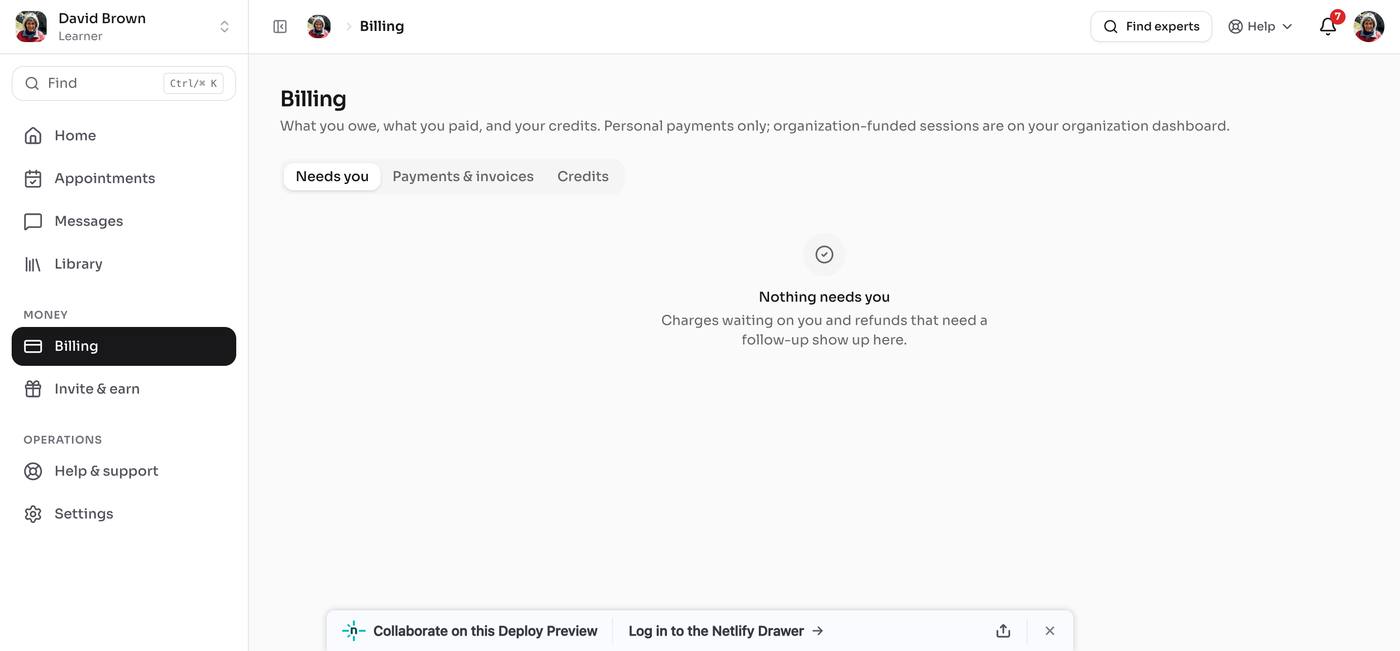 David Brown
Learner
Billing
Find experts
Help
7
Find
Ctrl/⌘ K
Home
Appointments
Messages
Library
MONEY
Billing
Invite & earn
OPERATIONS
Help & support
Settings
Billing
What you owe, what you paid, and your credits. Personal payments only; organization-funded sessions are on your organization dashboard.
Needs you
Payments & invoices
Credits
Nothing needs you
Charges waiting on you and refunds that need a
follow-up show up here.
Collaborate on this Deploy Preview
Log in to the Netlify Drawer →